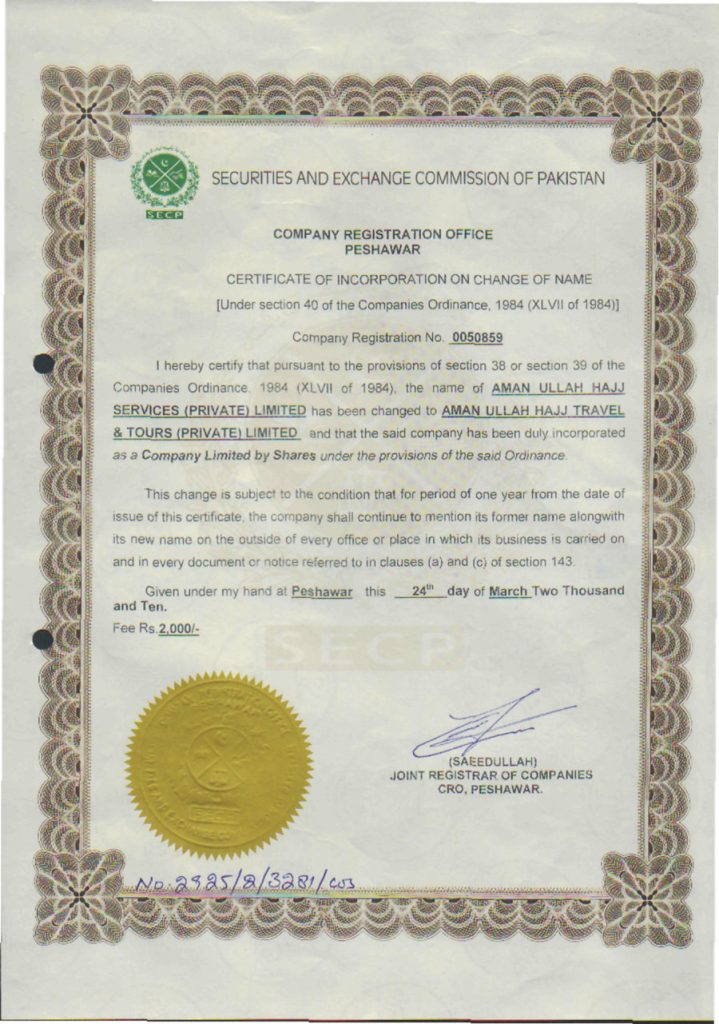 SECP
SECURITIES AND EXCHANGE COMMISSION OF PAKISTAN
COMPANY REGISTRATION OFFICE
PESHAWAR
CERTIFICATE OF INCORPORATION ON CHANGE OF NAME
[Under section 40 of the Companies Ordinance, 1984 (XLVII of 1984)]
Company Registration No. 0050859
I hereby certify that pursuant to the provisions of section 38 or section 39 of the
Companies Ordinance, 1984 (XLVII of 1984), the name of AMAN ULLAH HAJJ
SERVICES (PRIVATE) LIMITED has been changed to AMAN ULLAH HAJJ TRAVEL
& TOURS (PRIVATE) LIMITED and that the said company has been duly incorporated
as a Company Limited by Shares under the provisions of the said Ordinance.
This change is subject to the condition that for period of one year from the date of
issue of this certificate, the company shall continue to mention its former name alongwith
its new name on the outside of every office or place in which its business is carried on
and in every document or notice referred to in clauses (a) and (c) of section 143.
Given under my hand at Peshawar this 24th day of March Two Thousand
and Ten.
Fee Rs.2,000/-
SECP
(SAEEDULLAH)
JOINT REGISTRAR OF COMPANIES
CRO, PESHAWAR.